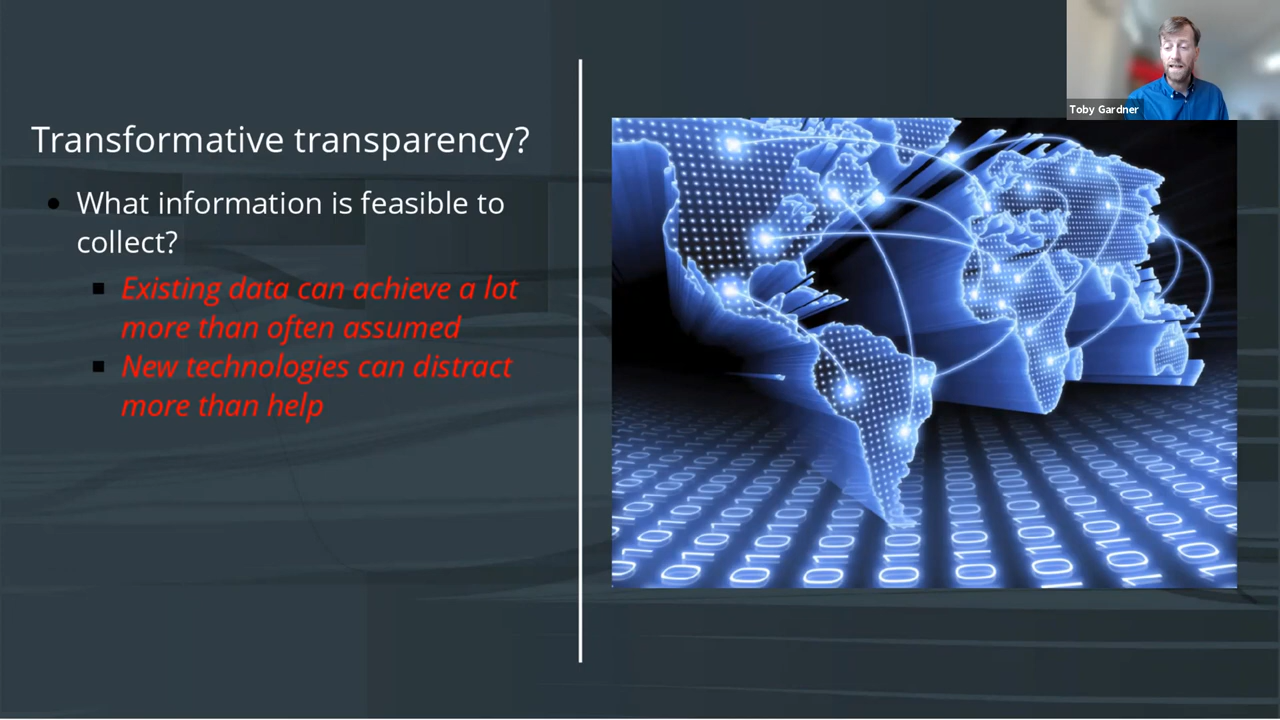 Transformative transparency?
What information is feasible to
collect?
Existing data can achieve a lot
more than often assumed
New technologies can distract
more than help
Toby Gardner